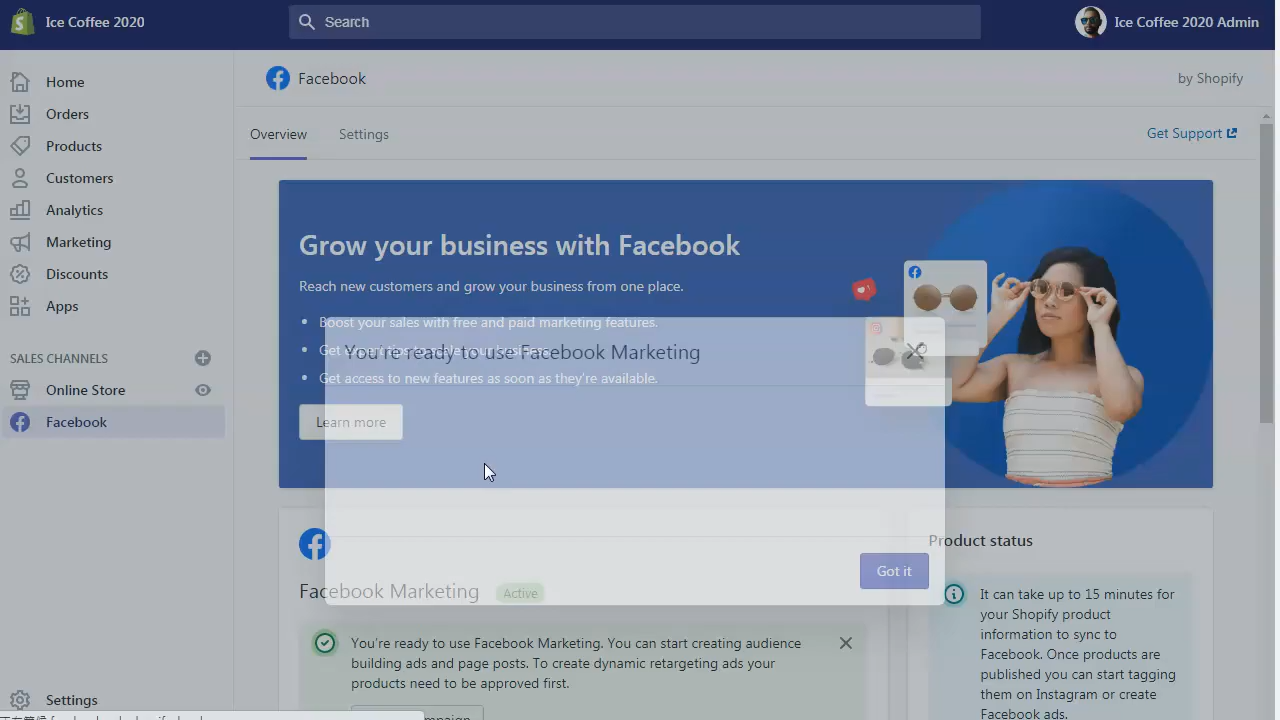 Ice Coffee 2020
Search
Ice Coffee 2020 Admin
Home
Orders
Products
Customers
Analytics
Marketing
Discounts
Apps
SALES CHANNELS
Online Store
Facebook
Settings
Facebook
by Shopify
Overview
Settings
Get Support
Grow your business with Facebook
Reach new customers and grow your business from one place.
Boost your sales with free and paid marketing features.
Get expert tips to scale your business.
Get access to new features as soon as they're available.
Learn more
You're ready to use Facebook Marketing
Got it
Facebook Marketing
Active
You're ready to use Facebook Marketing. You can start creating audience
building ads and page posts. To create dynamic retargeting ads your
products need to be approved first.
Product status
It can take up to 15 minutes for
your Shopify product
information to sync to
Facebook. Once products are
published you can start tagging
them on Instagram or create
Facebook ads.